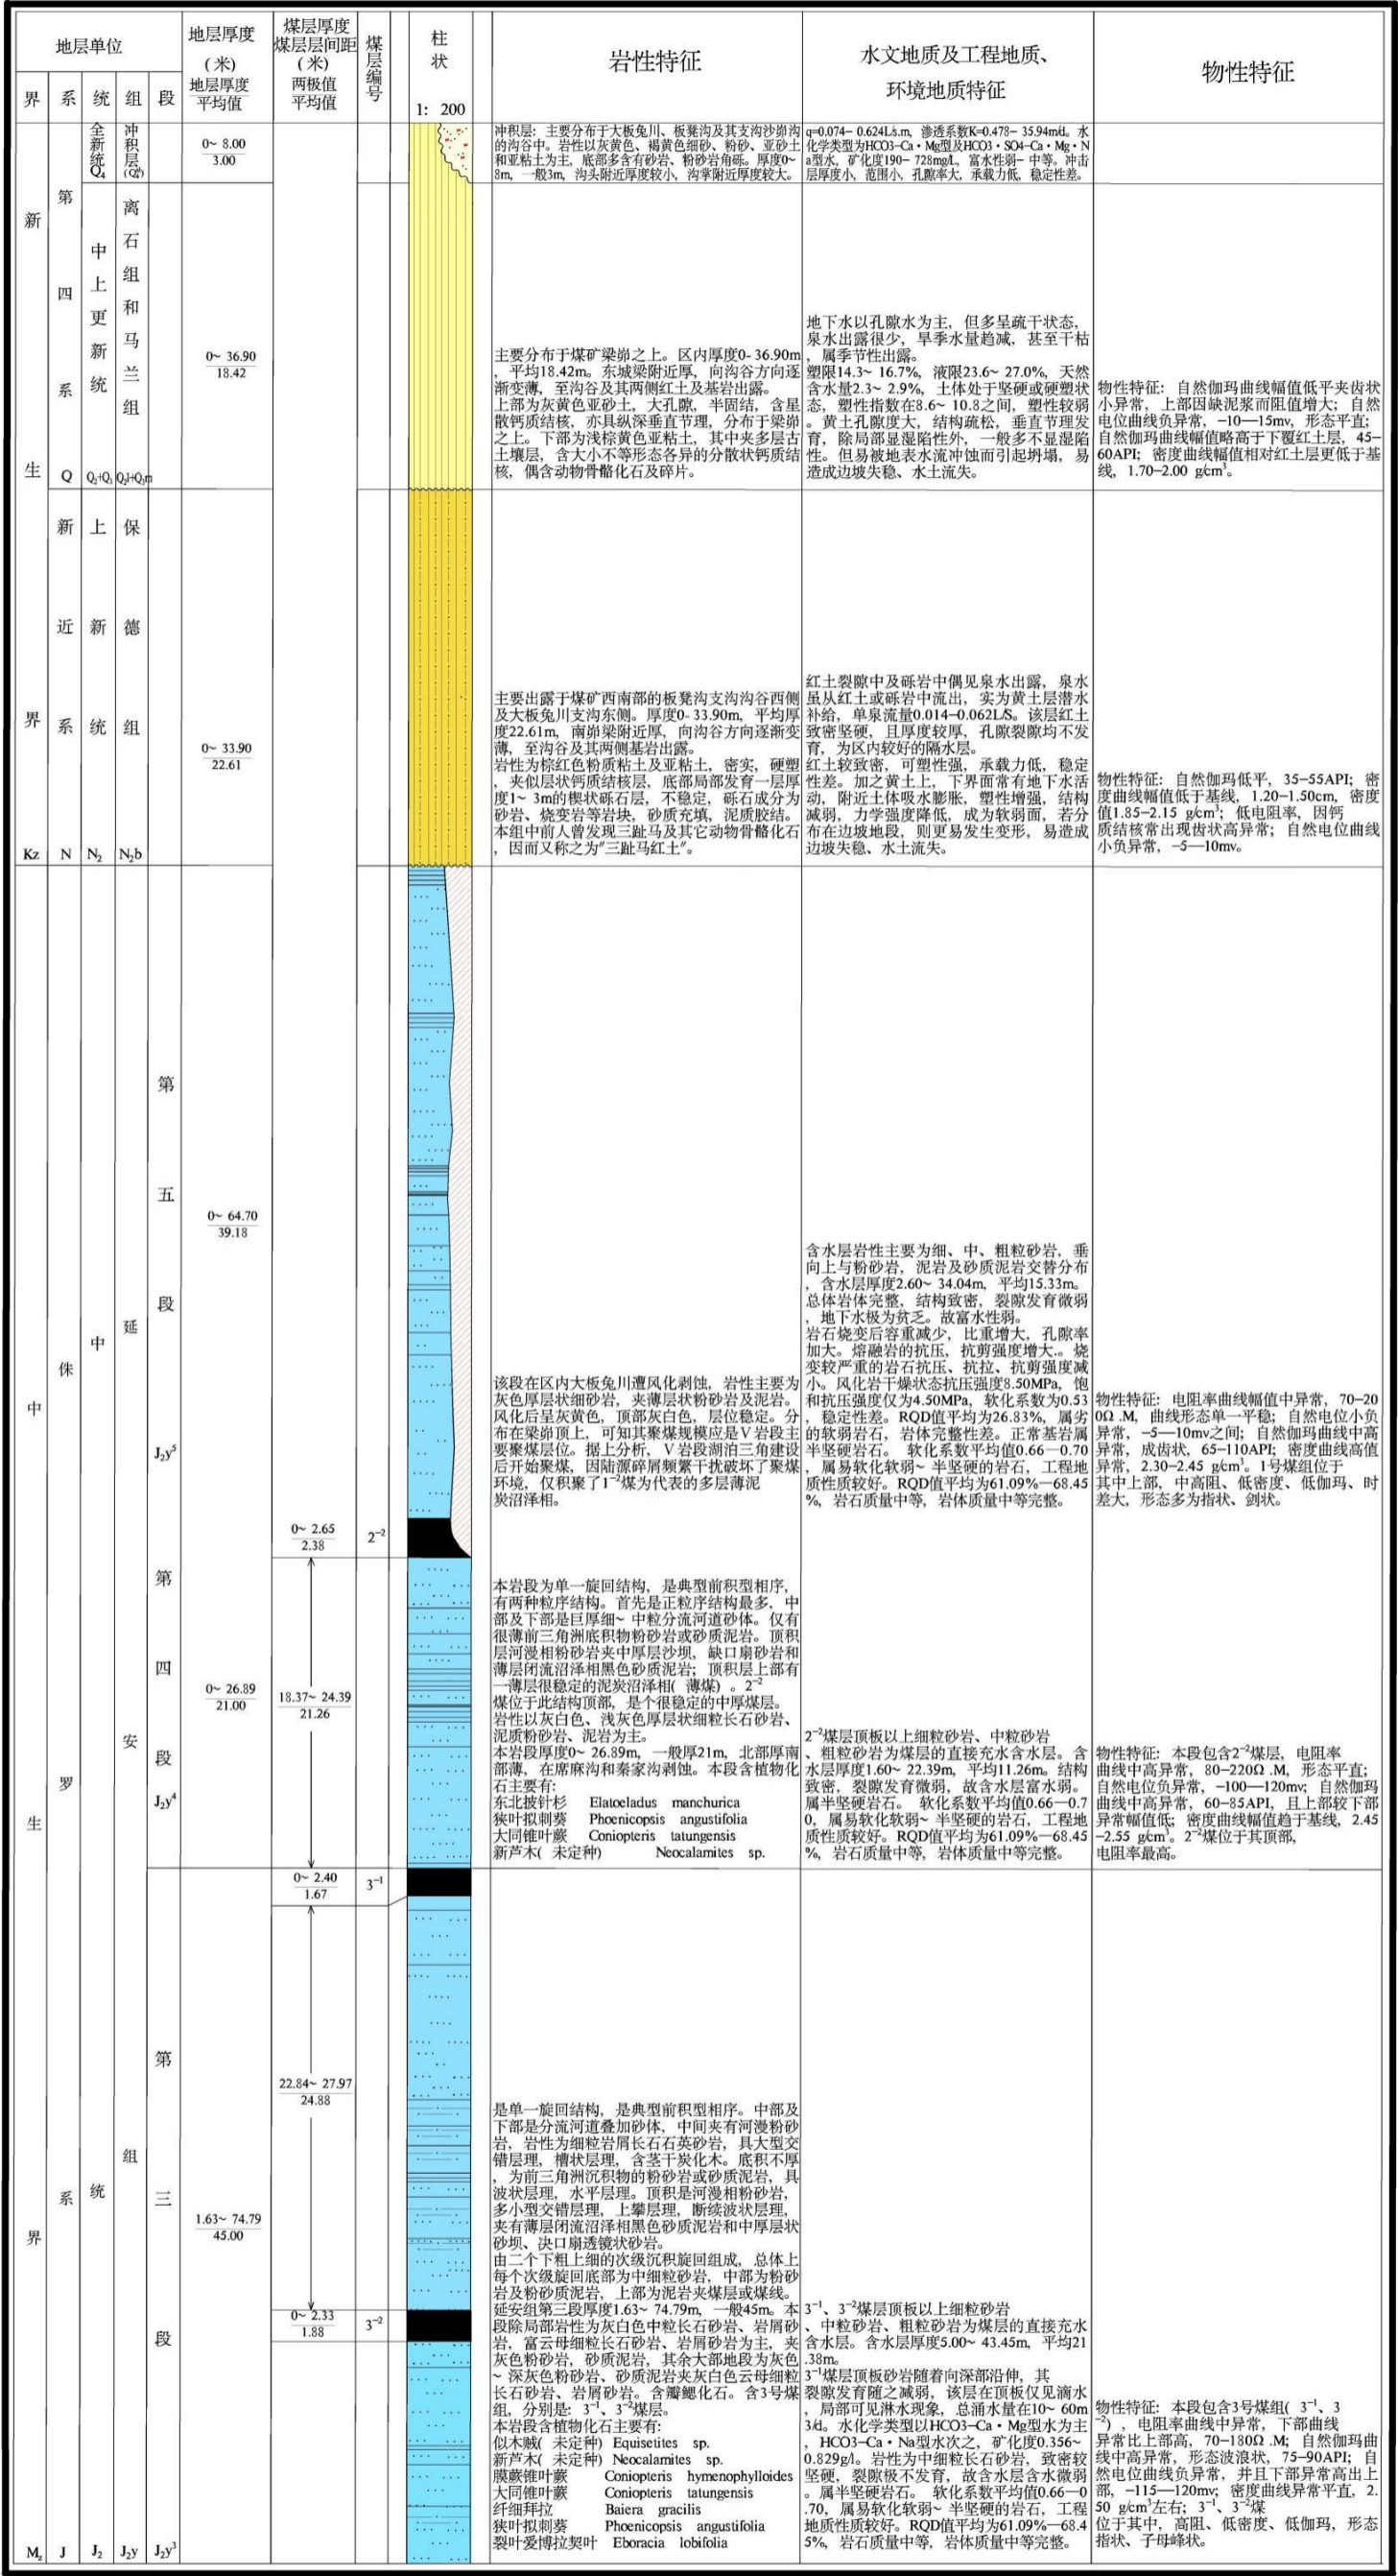 地层单位
地层厚度
(米)
地层厚度
平均值
煤层厚度
煤层层间距
(米)
两极值
平均值
煤层编号
柱状
1: 200
岩性特征
水文地质及工程地质、
环境地质特征
物性特征
界 系 统 组 段
新生界
Kz
第四系
Q
全新统
Q₄
冲积层
0~ 8.00
3.00
冲积层: 主要分布于大板兔川、板凳沟及其支沟沙峁沟
的沟谷中。岩性以灰黄色、褐黄色细砂、粉砂、亚砂土
和亚粘土为主, 底部多含有砂岩、粉砂岩角砾。厚度0~
8m, 一般3m, 沟头附近厚度较小, 沟掌附近厚度较大。
q=0.074- 0.624L/s.m, 渗透系数K=0.478- 35.94m/d。水
化学类型为HCO3-Ca·Mg型及HCO3·SO4-Ca·Mg·N
a型水, 矿化度190- 728mg/L, 富水性弱- 中等。冲击
层厚度小, 范围小, 孔隙率大, 承载力低, 稳定性差。
中上更新统
Q₂+Q₃
离石组和马兰组
Q₂l+Q₃m
0~ 36.90
18.42
主要分布于煤矿梁峁之上。区内厚度0- 36.90m
, 平均18.42m。东城梁附近厚, 向沟谷方向逐
渐变薄, 至沟谷及其两侧红土及基岩出露。
上部为灰黄色亚砂土, 大孔隙, 半固结, 含星
散钙质结核, 亦具纵深垂直节理, 分布于梁峁
之上。下部为浅棕黄色亚粘土, 其中夹多层古
土壤层, 含大小不等形态各异的分散状钙质结
核, 偶含动物骨骼化石及碎片。
地下水以孔隙水为主, 但多呈疏干状态,
泉水出露很少, 旱季水量趋减, 甚至干枯
, 属季节性出露。
塑限14.3~ 16.7%, 液限23.6~ 27.0%, 天然
含水量2.3~ 2.9%, 土体处于坚硬或硬塑状
态, 塑性指数在8.6~ 10.8之间, 塑性较弱
。黄土孔隙度大, 结构疏松, 垂直节理发
育, 除局部显湿陷性外, 一般多不显湿陷
性。但易被地表水流冲蚀而引起坍塌, 易
造成边坡失稳、水土流失。
物性特征: 自然伽玛曲线幅值低平夹齿状
小异常, 上部因缺泥浆而阻值增大; 自然
电位曲线负异常, -10—15mv, 形态平直;
自然伽玛曲线幅值略高于下覆红土层, 45-
60API; 密度曲线幅值相对红土层更低于基
线, 1.70-2.00 g/cm³。
新近系
N
上新统
N₂
保德组
N₂b
0~ 33.90
22.61
主要出露于煤矿西南部的板凳沟支沟沟谷西侧
及大板兔川支沟东侧。厚度0- 33.90m, 平均厚
度22.61m, 南峁梁附近厚, 向沟谷方向逐渐变
薄, 至沟谷及其两侧基岩出露。
岩性为棕红色粉质粘土及亚粘土, 密实, 硬塑
, 夹似层状钙质结核层, 底部局部发育一层厚
度1~ 3m的楔状砾石层, 不稳定, 砾石成分为
砂岩、烧变岩等岩块, 砂质充填, 泥质胶结。
本组中前人曾发现三趾马及其它动物骨骼化石
, 因而又称之为"三趾马红土"。
红土裂隙中及砾岩中偶见泉水出露, 泉水
虽从红土或砾岩中流出, 实为黄土层潜水
补给, 单泉流量0.014-0.062L/S。该层红土
致密坚硬, 且厚度较厚, 孔隙裂隙均不发
育, 为区内较好的隔水层。
红土较致密, 可塑性强, 承载力低, 稳定
性差。加之黄土上, 下界面常有地下水活
动, 附近土体吸水膨胀, 塑性增强, 结构
减弱, 力学强度降低, 成为软弱面, 若分
布在边坡地段, 则更易发生变形, 易造成
边坡失稳、水土流失。
物性特征: 自然伽玛低平, 35-55API; 密
度曲线幅值低于基线, 1.20-1.50cm, 密度
值1.85-2.15 g/cm³; 低电阻率, 因钙
质结核常出现齿状高异常; 自然电位曲线
小负异常, -5—10mv。
中生界
Mz
侏罗系
J
中统
J₂
延安组
J₂y
第五段
J₂y⁵
0~ 64.70
39.18
该段在区内大板兔川遭风化剥蚀, 岩性主要为
灰色厚层状细砂岩, 夹薄层状粉砂岩及泥岩。
风化后呈灰黄色, 顶部灰白色, 层位稳定。分
布在梁峁顶上, 可知其聚煤规模应是Ⅴ岩段主
要聚煤层位。据上分析, Ⅴ岩段湖泊三角建设
后开始聚煤, 因陆源碎屑频繁干扰破坏了聚煤
环境, 仅积聚了1⁻²煤为代表的多层薄泥
炭沼泽相。
含水层岩性主要为细、中、粗粒砂岩, 垂
向上与粉砂岩, 泥岩及砂质泥岩交替分布
, 含水层厚度2.60~ 34.04m, 平均15.33m。
总体岩体完整, 结构致密, 裂隙发育微弱
, 地下水极为贫乏。故富水性弱。
岩石烧变后容重减少, 比重增大, 孔隙率
加大。熔融岩的抗压, 抗剪强度增大.。烧
变较严重的岩石抗压、抗拉、抗剪强度减
小。风化岩干燥状态抗压强度8.50MPa, 饱
和抗压强度仅为4.50MPa, 软化系数为0.53
, 稳定性差。RQD值平均为26.83%, 属劣
的软弱岩石, 岩体完整性差。正常基岩属
半坚硬岩石。 软化系数平均值0.66—0.70
, 属易软化软弱~ 半坚硬的岩石, 工程地
质性质较好。RQD值平均为61.09%—68.45
%, 岩石质量中等, 岩体质量中等完整。
物性特征: 电阻率曲线幅值中异常, 70-20
0Ω .M, 曲线形态单一平稳; 自然电位小负
异常, -5—10mv之间; 自然伽玛曲线中高
异常, 成齿状, 65-110API; 密度曲线高值
异常, 2.30-2.45 g/cm³。1号煤组位于
其中上部, 中高阻、低密度、低伽玛、时
差大, 形态多为指状、剑状。
0~ 2.65
2.38
2⁻²
第四段
J₂y⁴
0~ 26.89
21.00
18.37~ 24.39
21.26
本岩段为单一旋回结构, 是典型前积型相序,
有两种粒序结构。首先是正粒序结构最多, 中
部及下部是巨厚细~ 中粒分流河道砂体。仅有
很薄前三角洲底积物粉砂岩或砂质泥岩。顶积
层河漫相粉砂岩夹中厚层沙坝, 缺口扇砂岩和
薄层闭流沼泽相黑色砂质泥岩; 顶积层上部有
一薄层很稳定的泥炭沼泽相( 薄煤) 。2⁻²
煤位于此结构顶部, 是个很稳定的中厚煤层。
岩性以灰白色、浅灰色厚层状细粒长石砂岩、
泥质粉砂岩、泥岩为主。
本岩段厚度0~ 26.89m, 一般厚21m, 北部厚南
部薄, 在席麻沟和秦家沟剥蚀。本段含植物化
石主要有:
东北披针杉 Elatoeladus manchurica
狭叶拟刺葵 Phoenicopsis angustifolia
大同锥叶蕨 Coniopteris tatungensis
新芦木( 未定种) Neocalamites sp.
2⁻²煤层顶板以上细粒砂岩、中粒砂岩
、粗粒砂岩为煤层的直接充水含水层。含
水层厚度1.60~ 22.39m, 平均11.26m。结构
致密, 裂隙发育微弱, 故含水层富水弱。
属半坚硬岩石。 软化系数平均值0.66—0.7
0, 属易软化软弱~ 半坚硬的岩石, 工程地
质性质较好。RQD值平均为61.09%—68.45
%, 岩石质量中等, 岩体质量中等完整。
物性特征: 本段包含2⁻²煤层, 电阻率
曲线中高异常, 80-220Ω .M, 形态平直;
自然电位负异常, -100—120mv; 自然伽玛
曲线中高异常, 60-85API, 且上部较下部
异常幅值低; 密度曲线幅值趋于基线, 2.45
-2.55 g/cm³。2⁻²煤位于其顶部,
电阻率最高。
0~ 2.40
1.67
3⁻¹
第三段
J₂y³
1.63~ 74.79
45.00
22.84~ 27.97
24.88
0~ 2.33
1.88
3⁻²
是单一旋回结构, 是典型前积型相序。中部及
下部是分流河道叠加砂体, 中间夹有河漫粉砂
岩, 岩性为细粒岩屑长石石英砂岩, 具大型交
错层理, 槽状层理, 含茎干炭化木。底积不厚
, 为前三角洲沉积物的粉砂岩或砂质泥岩, 具
波状层理, 水平层理。顶积是河漫相粉砂岩,
多小型交错层理, 上攀层理, 断续波状层理,
夹有薄层闭流沼泽相黑色砂质泥岩和中厚层状
砂坝、决口扇透镜状砂岩。
由二个下粗上细的次级沉积旋回组成, 总体上
每个次级旋回底部为中细粒砂岩, 中部为粉砂
岩及粉砂质泥岩, 上部为泥岩夹煤层或煤线。
延安组第三段厚度1.63~ 74.79m, 一般45m。本
段除局部岩性为灰白色中粒长石砂岩、岩屑砂
岩, 富云母细粒长石砂岩、岩屑砂岩为主, 夹
灰色粉砂岩, 砂质泥岩, 其余大部地段为灰色
~ 深灰色粉砂岩、砂质泥岩夹灰白色云母细粒
长石砂岩、岩屑砂岩。含瓣鳃化石。含3号煤
组, 分别是: 3⁻¹、3⁻²煤层。
本岩段含植物化石主要有:
似木贼( 未定种) Equisetites sp.
新芦木( 未定种) Neocalamites sp.
膜蕨锥叶蕨 Coniopteris hymenophylloides
大同锥叶蕨 Coniopteris tatungensis
纤细拜拉 Baiera gracilis
狭叶拟刺葵 Phoenicopsis angustifolia
裂叶爱博拉契叶 Eboracia lobifolia
3⁻¹、3⁻²煤层顶板以上细粒砂岩
、中粒砂岩、粗粒砂岩为煤层的直接充水
含水层。含水层厚度5.00~ 43.45m, 平均21
.38m。
3⁻¹煤层顶板砂岩随着向深部沿伸, 其
裂隙发育随之减弱, 该层在顶板仅见滴水
, 局部可见淋水现象, 总涌水量在10~ 60m
3/d。水化学类型以HCO3-Ca·Mg型水为主
, HCO3-Ca·Na型水次之, 矿化度0.356~
0.829g/l。岩性为中细粒长石砂岩, 致密较
坚硬, 裂隙极不发育, 故含水层含水微弱
。属半坚硬岩石。 软化系数平均值0.66—0
.70, 属易软化软弱~ 半坚硬的岩石, 工程
地质性质较好。RQD值平均为61.09%—68.4
5%, 岩石质量中等, 岩体质量中等完整。
物性特征: 本段包含3号煤组( 3⁻¹、3
⁻²) , 电阻率曲线中异常, 下部曲线
异常比上部高, 70-180Ω .M; 自然伽玛曲
线中高异常, 形态波浪状, 75-90API; 自
然电位曲线负异常, 并且下部异常高出上
部, -115—120mv; 密度曲线异常平直, 2.
50 g/cm³左右; 3⁻¹、3⁻²煤
位于其中, 高阻、低密度、低伽玛, 形态
指状、子母峰状。